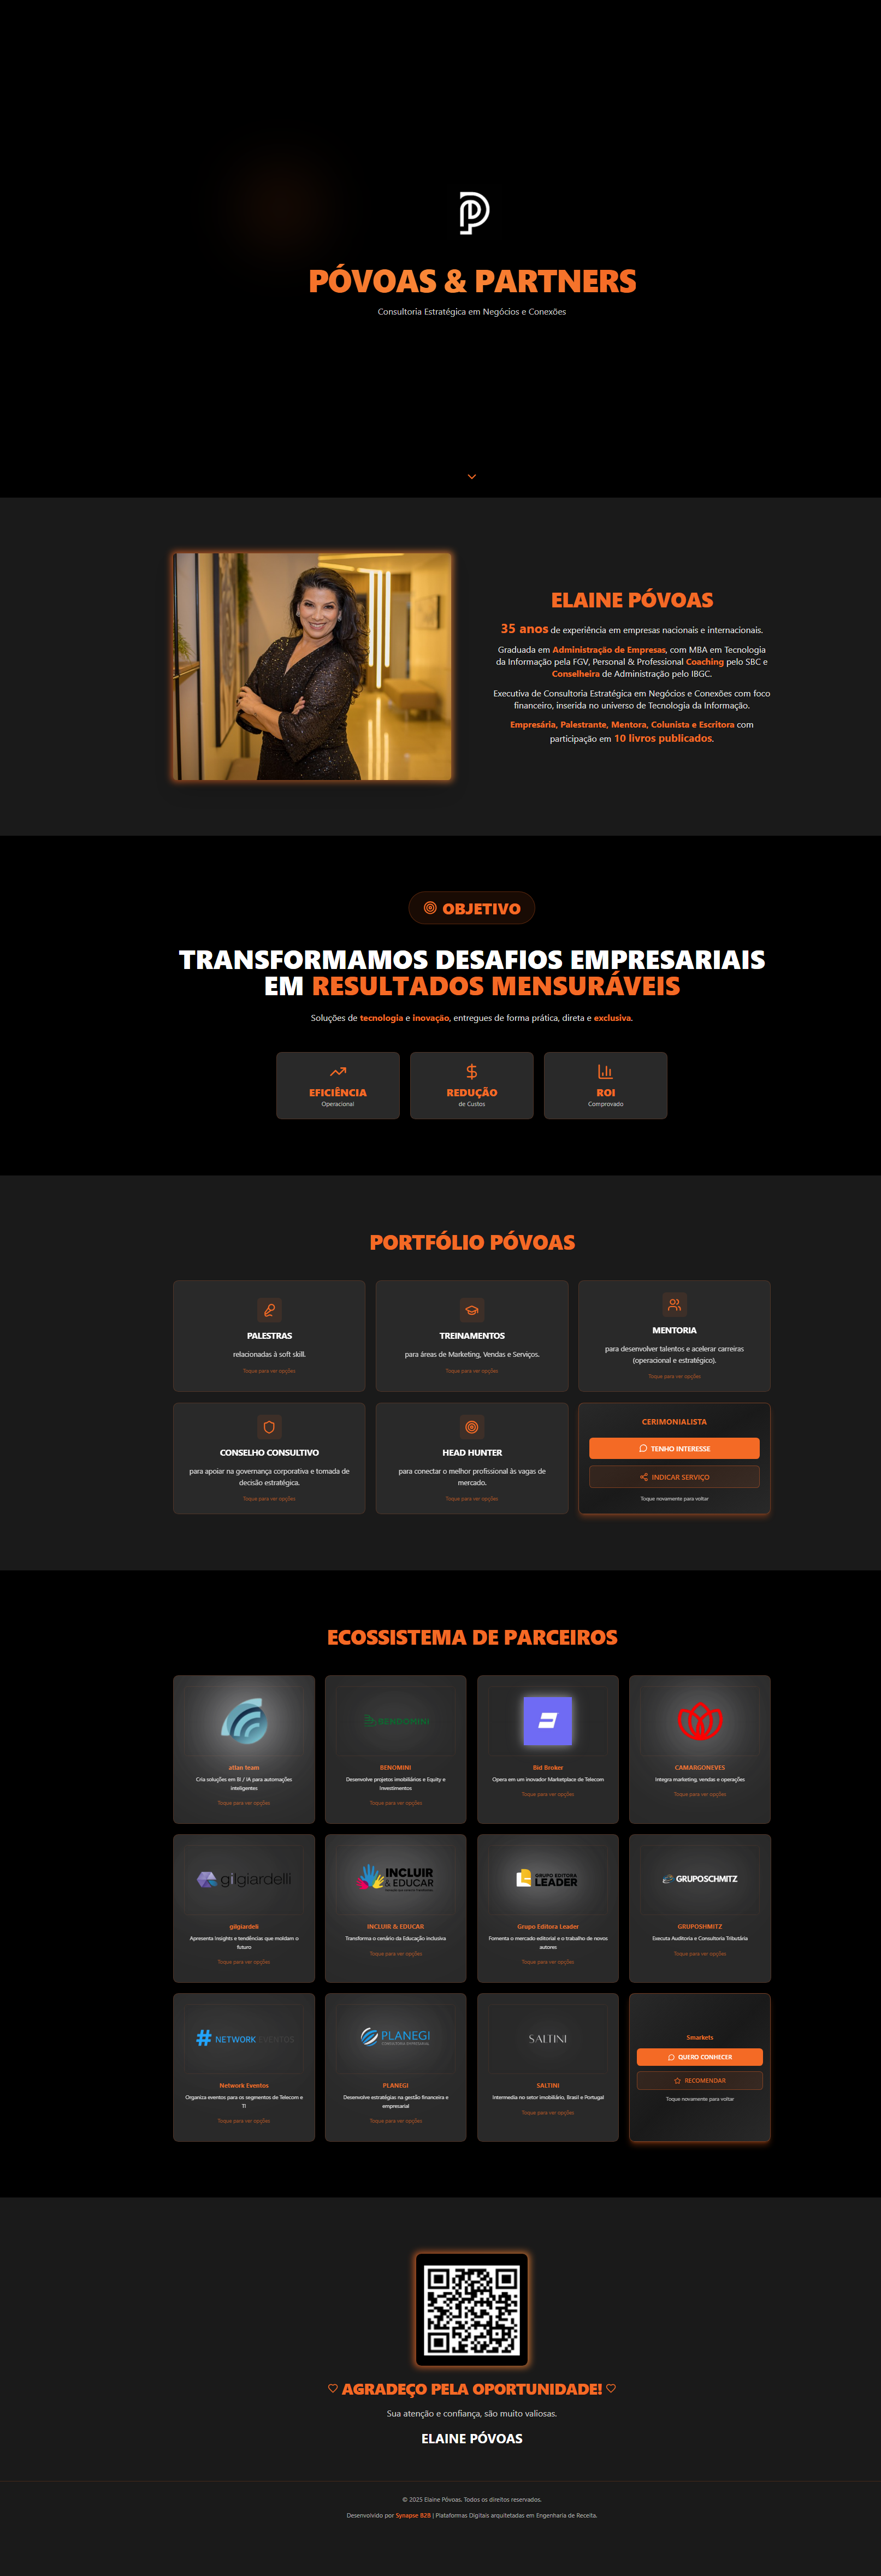 PÓVOAS & PARTNERS
Consultoria Estratégica em Negócios e Conexões
ELAINE PÓVOAS
35 anos de experiência em empresas nacionais e internacionais.
Graduada em Administração de Empresas, com MBA em Tecnologia
da Informação pela FGV, Personal & Professional Coaching pelo SBC e
Conselheira de Administração pelo IBGC.
Executiva de Consultoria Estratégica em Negócios e Conexões com foco
financeiro, inserida no universo de Tecnologia da Informação.
Empresária, Palestrante, Mentora, Colunista e Escritora com
participação em 10 livros publicados.
OBJETIVO
TRANSFORMAMOS DESAFIOS EMPRESARIAIS
EM RESULTADOS MENSURÁVEIS
Soluções de tecnologia e inovação, entregues de forma prática, direta e exclusiva.
EFICIÊNCIA
Operacional
REDUÇÃO
de Custos
ROI
Comprovado
PORTFÓLIO PÓVOAS
PALESTRAS
relacionadas à soft skill.
Toque para ver opções
TREINAMENTOS
para áreas de Marketing, Vendas e Serviços.
Toque para ver opções
MENTORIA
para desenvolver talentos e acelerar carreiras
(operacional e estratégico).
Toque para ver opções
CONSELHO CONSULTIVO
para apoiar na governança corporativa e tomada de
decisão estratégica.
Toque para ver opções
HEAD HUNTER
para conectar o melhor profissional às vagas de
mercado.
Toque para ver opções
CERIMONIALISTA
TENHO INTERESSE
INDICAR SERVIÇO
Toque novamente para voltar
ECOSSISTEMA DE PARCEIROS
atlan team
Cria soluções em BI / IA para automações
inteligentes
Toque para ver opções
BENDOMINI
BENOMINI
Desenvolve projetos imobiliários e Equity e
Investimentos
Toque para ver opções
Bid Broker
Opera em um inovador Marketplace de Telecom
Toque para ver opções
CAMARGONEVES
Integra marketing, vendas e operações
Toque para ver opções
gilgiardelli
gilgiardeli
Apresenta Insights e tendências que moldam o
futuro
Toque para ver opções
INCLUIR
& EDUCAR
INCLUIR & EDUCAR
Transforma o cenário da Educação inclusiva
Toque para ver opções
GRUPO EDITORA
LEADER
Grupo Editora Leader
Fomenta o mercado editorial e o trabalho de novos
autores
Toque para ver opções
GRUPOSCHMITZ
GRUPOSHMITZ
Executa Auditoria e Consultoria Tributária
Toque para ver opções
# NETWORK EVENTOS
Network Eventos
Organiza eventos para os segmentos de Telecom e
TI
Toque para ver opções
PLANEGI
CONSULTORIA EMPRESARIAL
PLANEGI
Desenvolve estratégias na gestão financeira e
empresarial
Toque para ver opções
SALTINI
SALTINI
Intermedia no setor imobiliário, Brasil e Portugal
Toque para ver opções
Smarkets
QUERO CONHECER
RECOMENDAR
Toque novamente para voltar
AGRADEÇO PELA OPORTUNIDADE!
Sua atenção e confiança, são muito valiosas.
ELAINE PÓVOAS
© 2025 Elaine Póvoas. Todos os direitos reservados.
Desenvolvido por Synapse B2B | Plataformas Digitais arquitetadas em Engenharia de Receita.